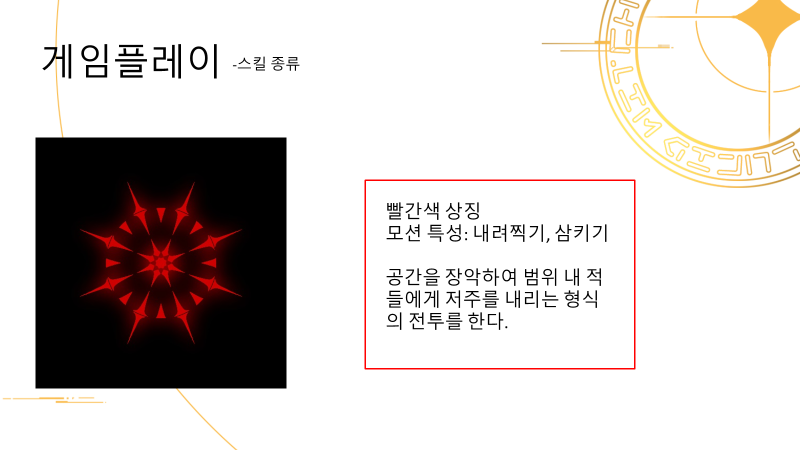 게임플레이 -스킬 종류
빨간색 상징
모션 특성: 내려찍기, 삼키기
공간을 장악하여 범위 내 적
들에게 저주를 내리는 형식
의 전투를 한다.